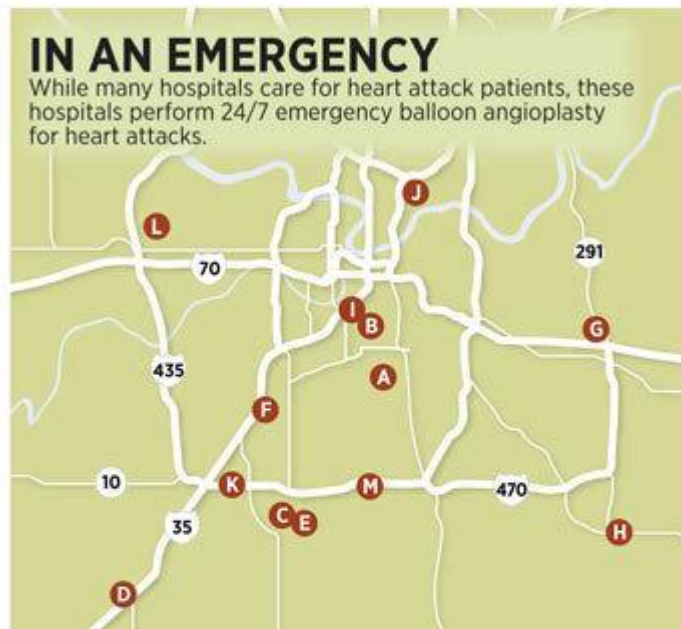 IN AN EMERGENCY
While many hospitals care for heart attack patients, these
hospitals perform 24/7 emergency balloon angioplasty
for heart attacks.
J
L
291
70
I
B
G
435
A
F
10
K
M
470
C
E
35
H
D